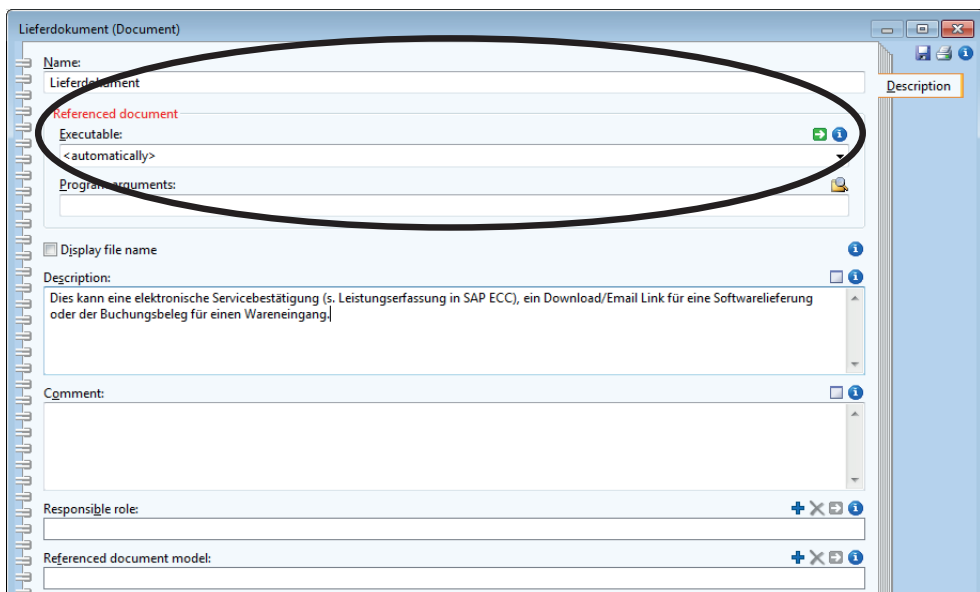 Lieferdokument (Document)
Name:
Lieferdokument
Description
Referenced document
Executable:
<automatically>
Program arguments:
Display file name
Description:
Dies kann eine elektronische Servicebestätigung (s. Leistungserfassung in SAP ECC), ein Download/Email Link für eine Softwarelieferung
oder der Buchungsbeleg für einen Wareneingang.
Comment:
Responsible role:
Referenced document model: